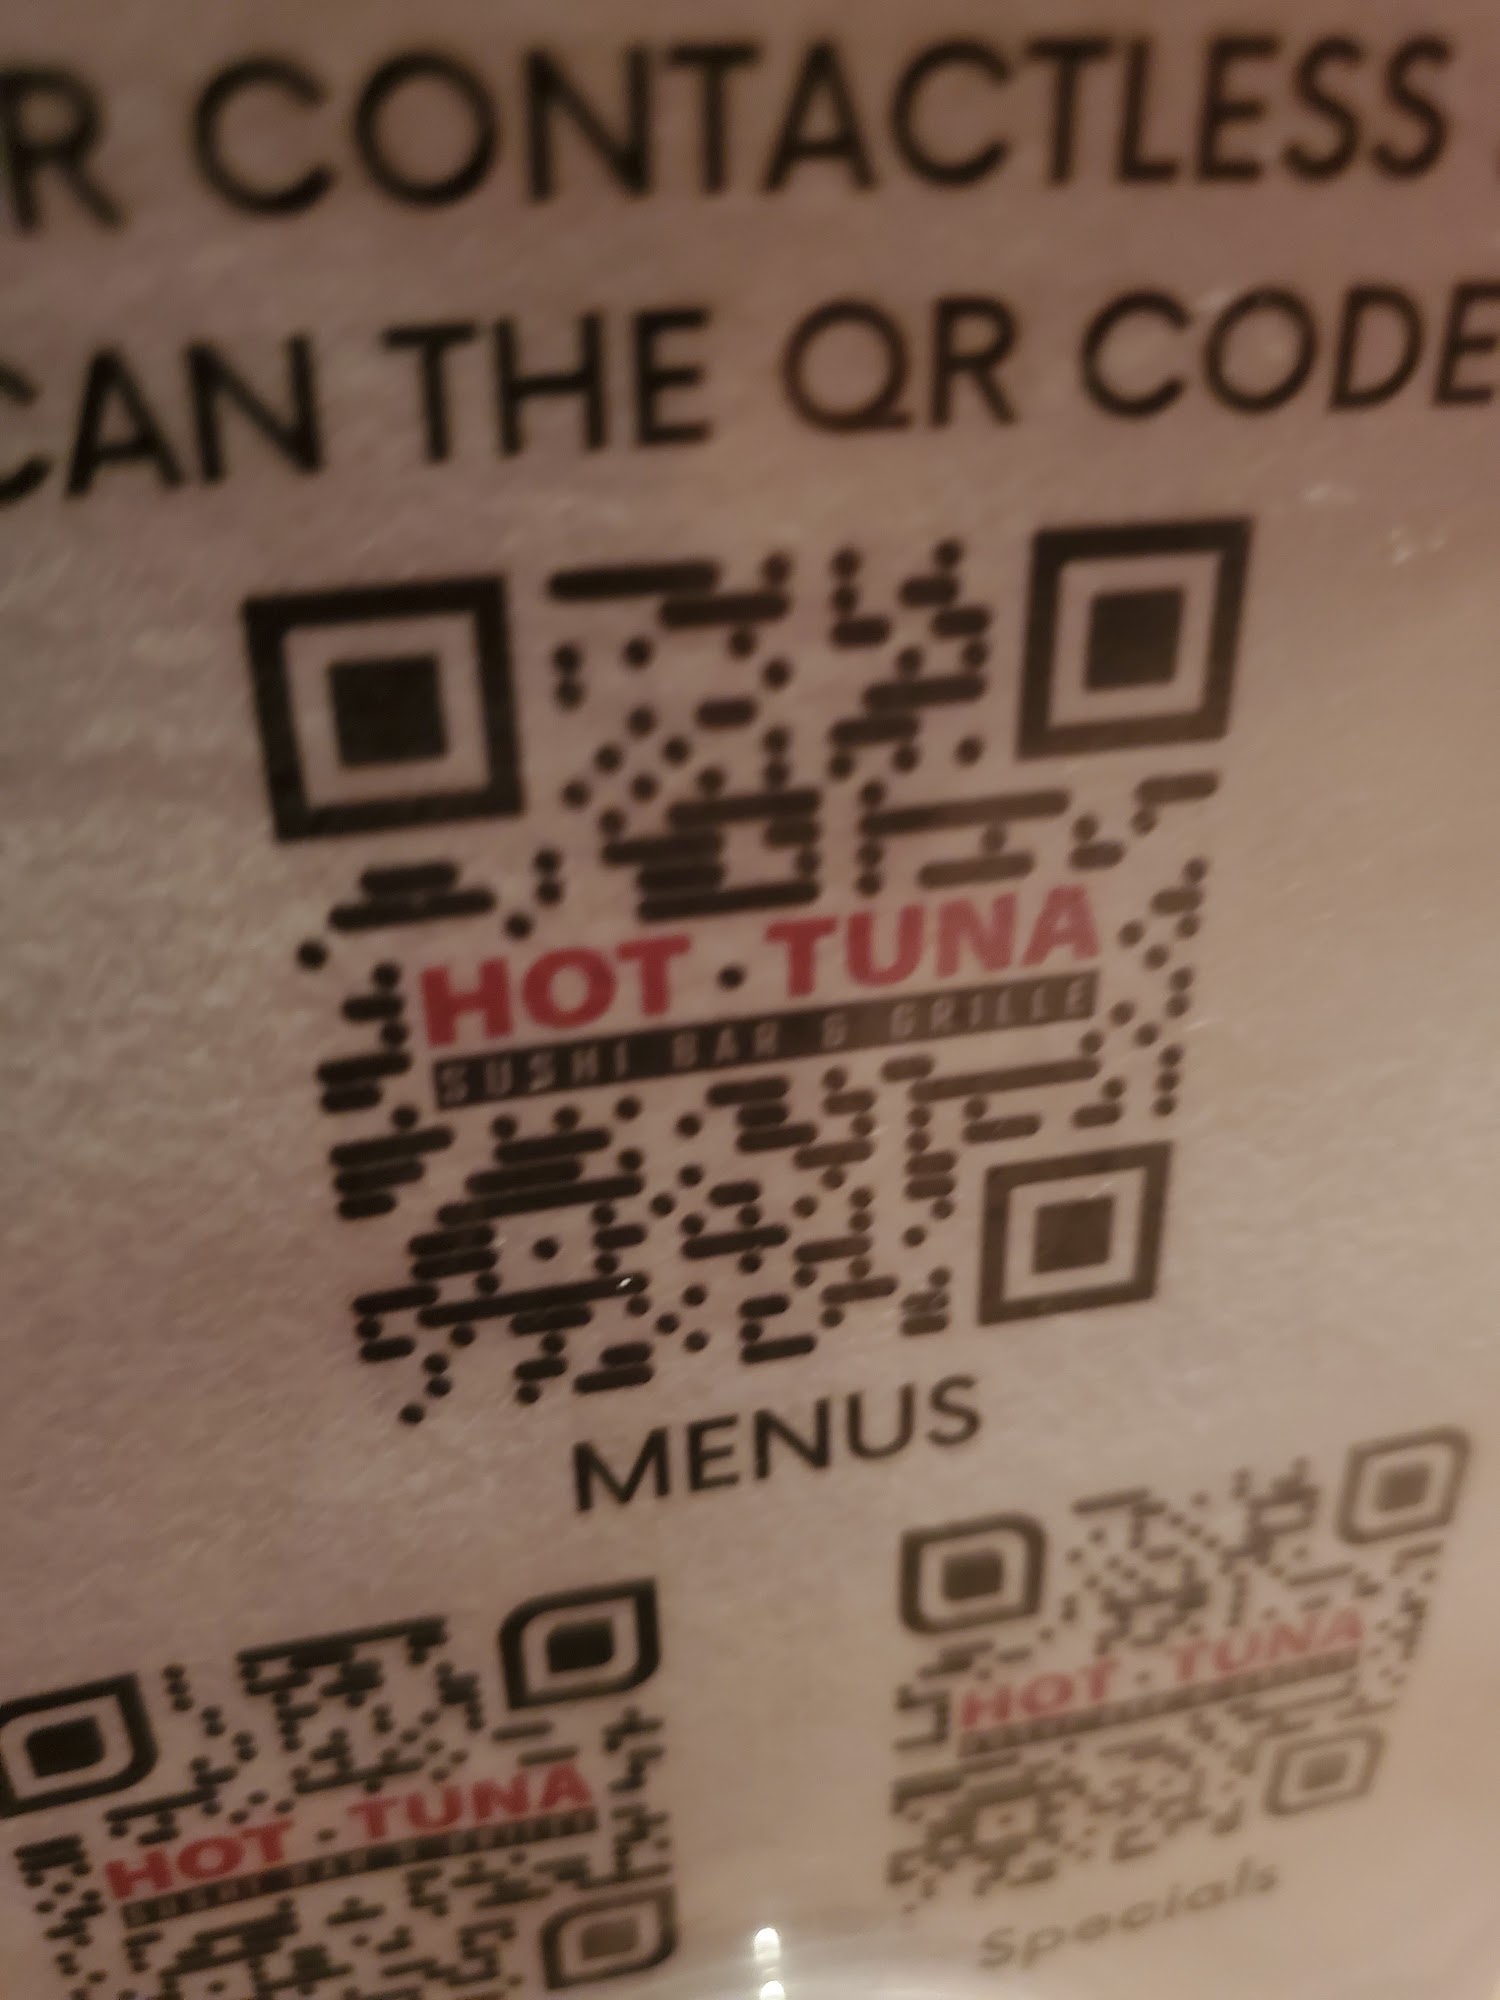 R CONTACTLESS
CAN THE QR CODE
HOT · TUNA
SUSHI BAR & GRILLE
MENUS
HOT · TUNA
HOT · TUNA
Specials